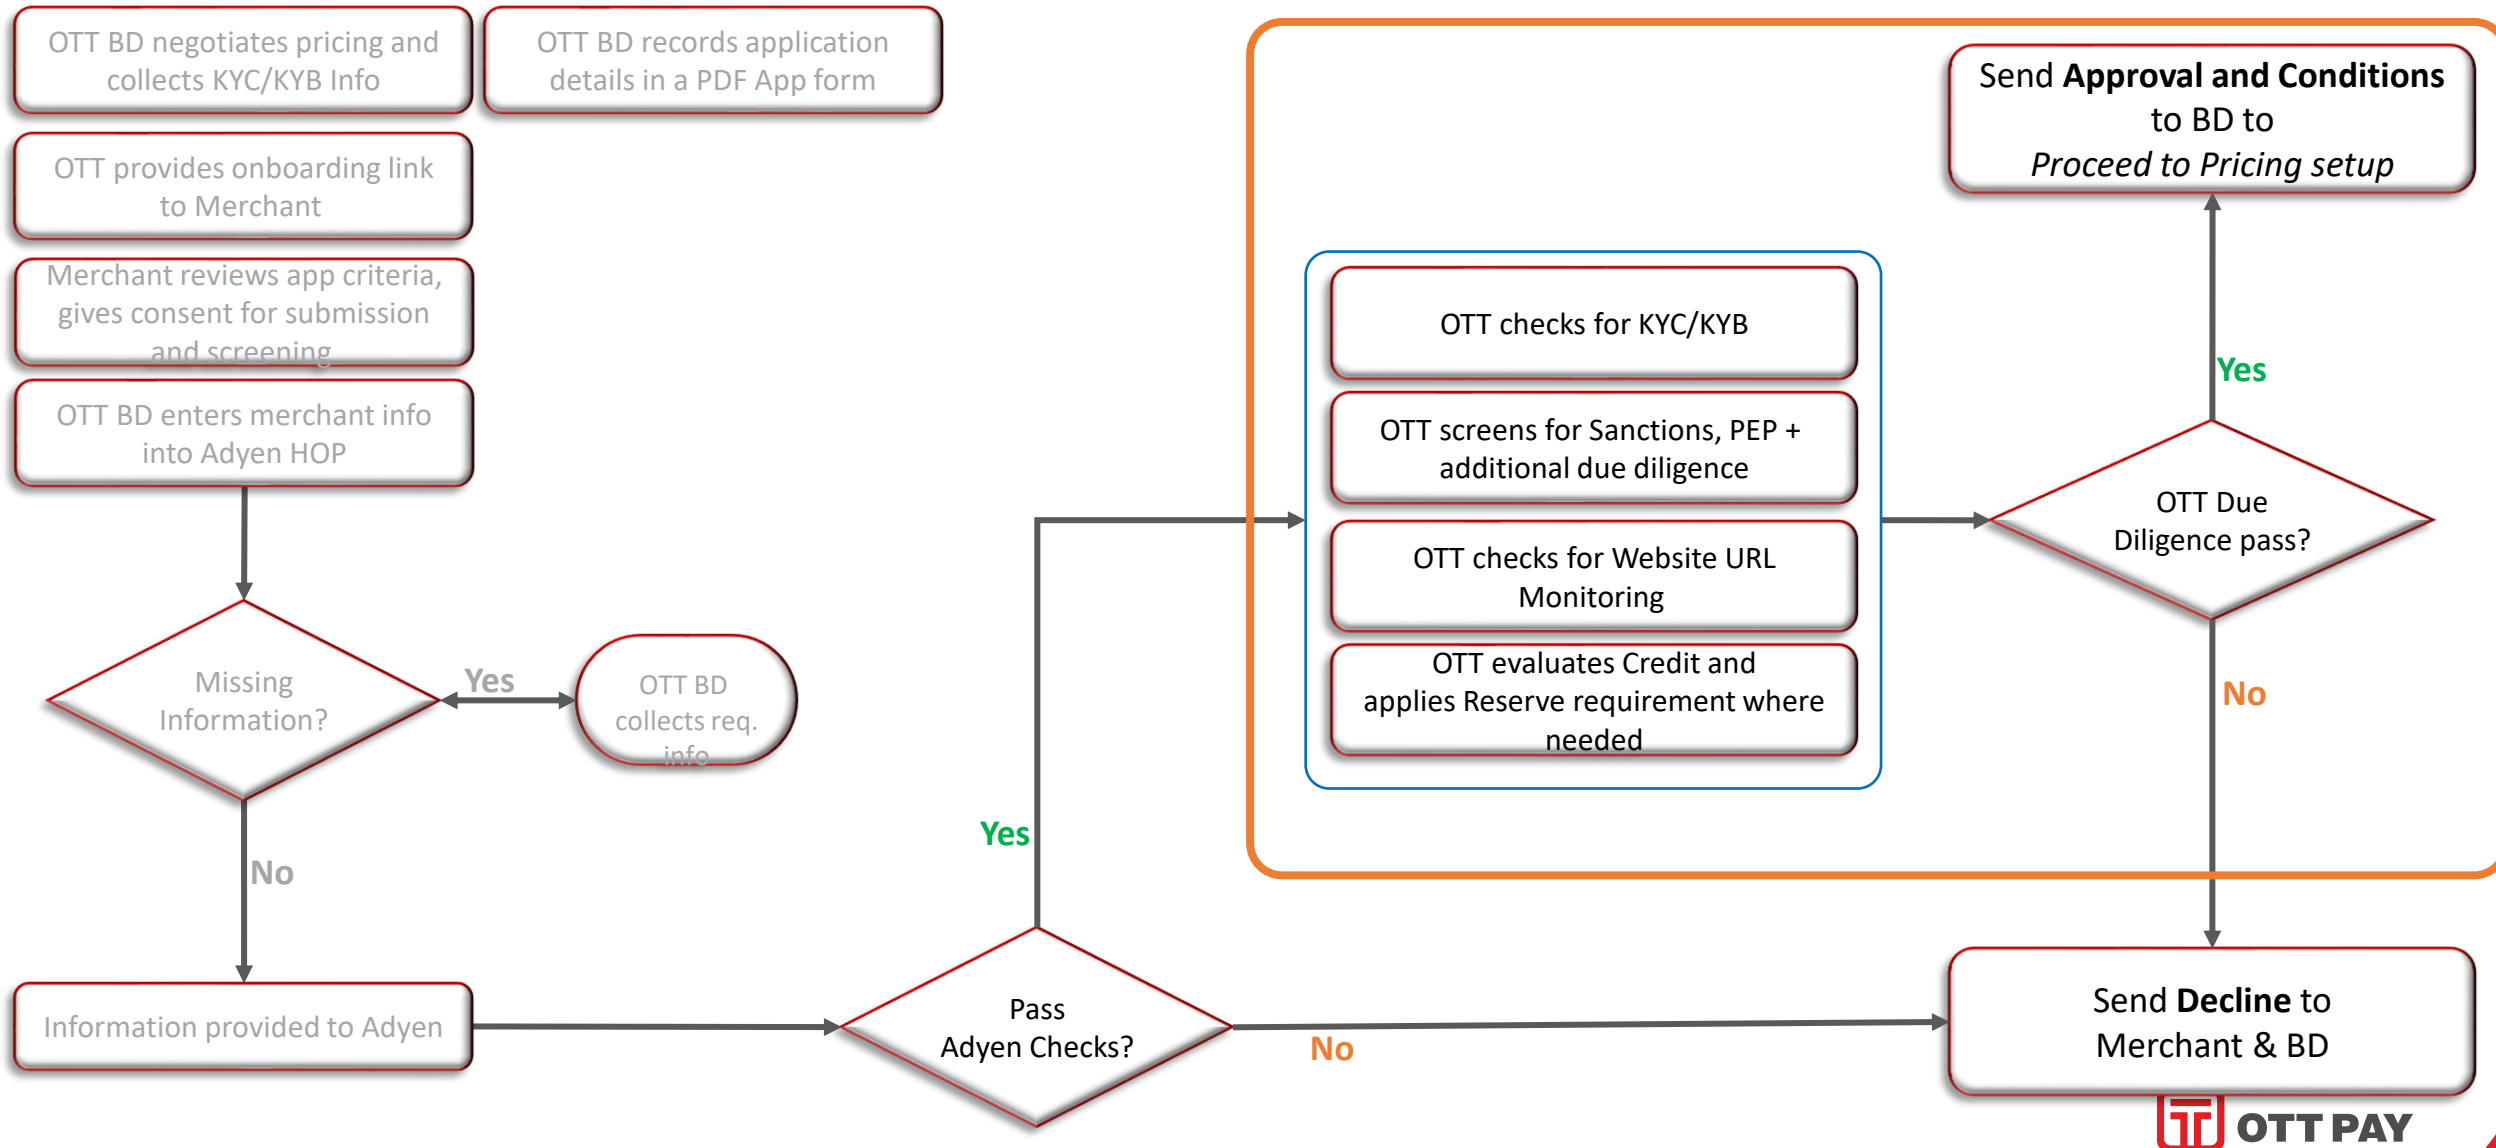 OTT BD negotiates pricing and
collects KYC/KYB Info
OTT BD records application
details in a PDF App form
OTT provides onboarding link
to Merchant
Merchant reviews app criteria,
gives consent for submission
and screening
OTT BD enters merchant info
into Adyen HOP
Missing
Information?
Yes
OTT BD
collects req.
info
No
Information provided to Adyen
Pass
Adyen Checks?
Yes
No
OTT checks for KYC/KYB
OTT screens for Sanctions, PEP +
additional due diligence
OTT checks for Website URL
Monitoring
OTT evaluates Credit and
applies Reserve requirement where
needed
OTT Due
Diligence pass?
Yes
Send Approval and Conditions
to BD to
Proceed to Pricing setup
No
Send Decline to
Merchant & BD
OTT PAY